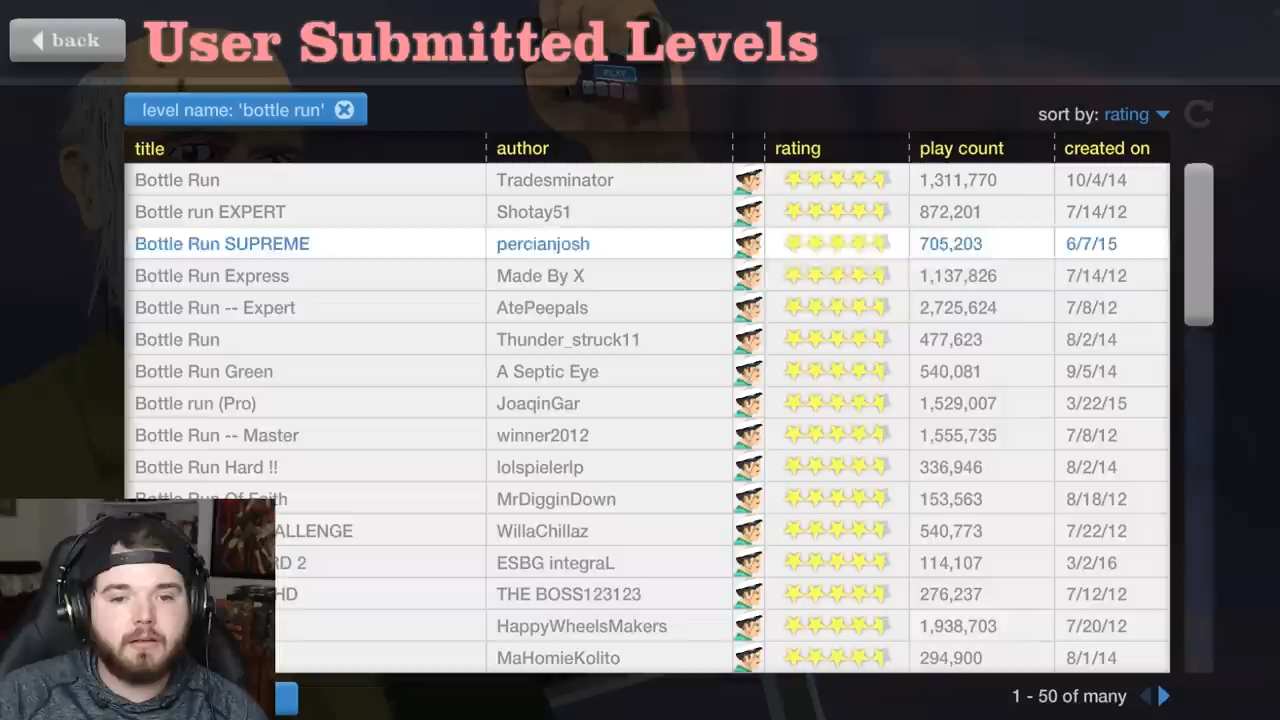 back
User Submitted Levels
PLAY
level name: 'bottle run'
sort by: rating
title author rating play count created on
Bottle Run Tradesminator 1,311,770 10/4/14
Bottle run EXPERT Shotay51 872,201 7/14/12
Bottle Run SUPREME percianjosh 705,203 6/7/15
Bottle Run Express Made By X 1,137,826 7/14/12
Bottle Run -- Expert AtePeepals 2,725,624 7/8/12
Bottle Run Thunder_struck11 477,623 8/2/14
Bottle Run Green A Septic Eye 540,081 9/5/14
Bottle run (Pro) JoaqinGar 1,529,007 3/22/15
Bottle Run -- Master winner2012 1,555,735 7/8/12
Bottle Run Hard !! lolspielerlp 336,946 8/2/14
Bottle Run Of Faith MrDigginDown 153,563 8/18/12
ALLENGE WillaChillaz 540,773 7/22/12
RD 2 ESBG integraL 114,107 3/2/16
HD THE BOSS123123 276,237 7/12/12
HappyWheelsMakers 1,938,703 7/20/12
MaHomieKolito 294,900 8/1/14
1 - 50 of many